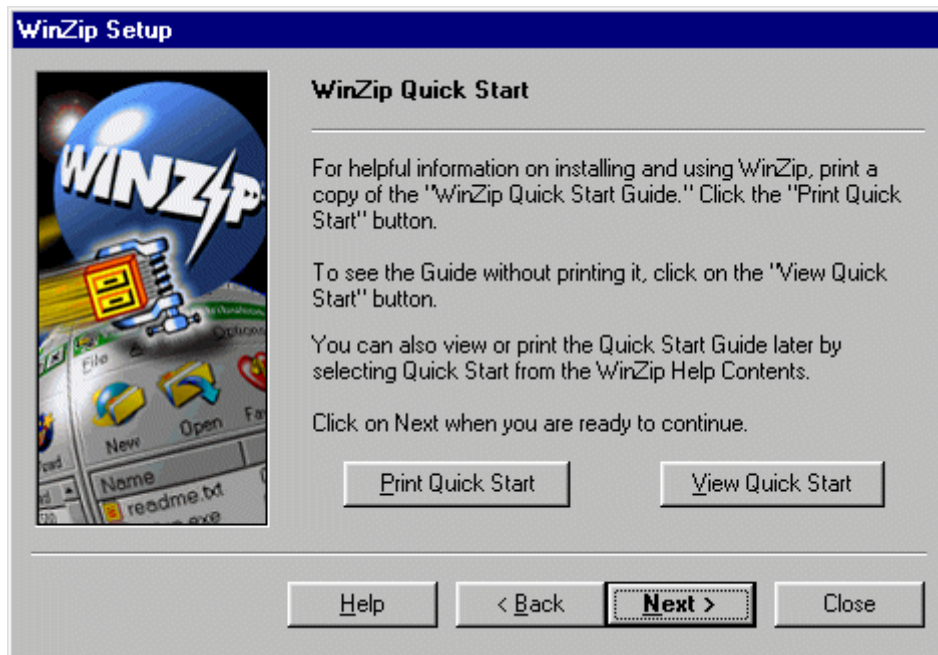 WinZip Setup
WINZIP
File
Options
New
Open
Name
readme.txt
WinZip Quick Start
For helpful information on installing and using WinZip, print a
copy of the "WinZip Quick Start Guide." Click the "Print Quick
Start" button.
To see the Guide without printing it, click on the "View Quick
Start" button.
You can also view or print the Quick Start Guide later by
selecting Quick Start from the WinZip Help Contents.
Click on Next when you are ready to continue.
Print Quick Start
View Quick Start
Help
< Back
Next >
Close